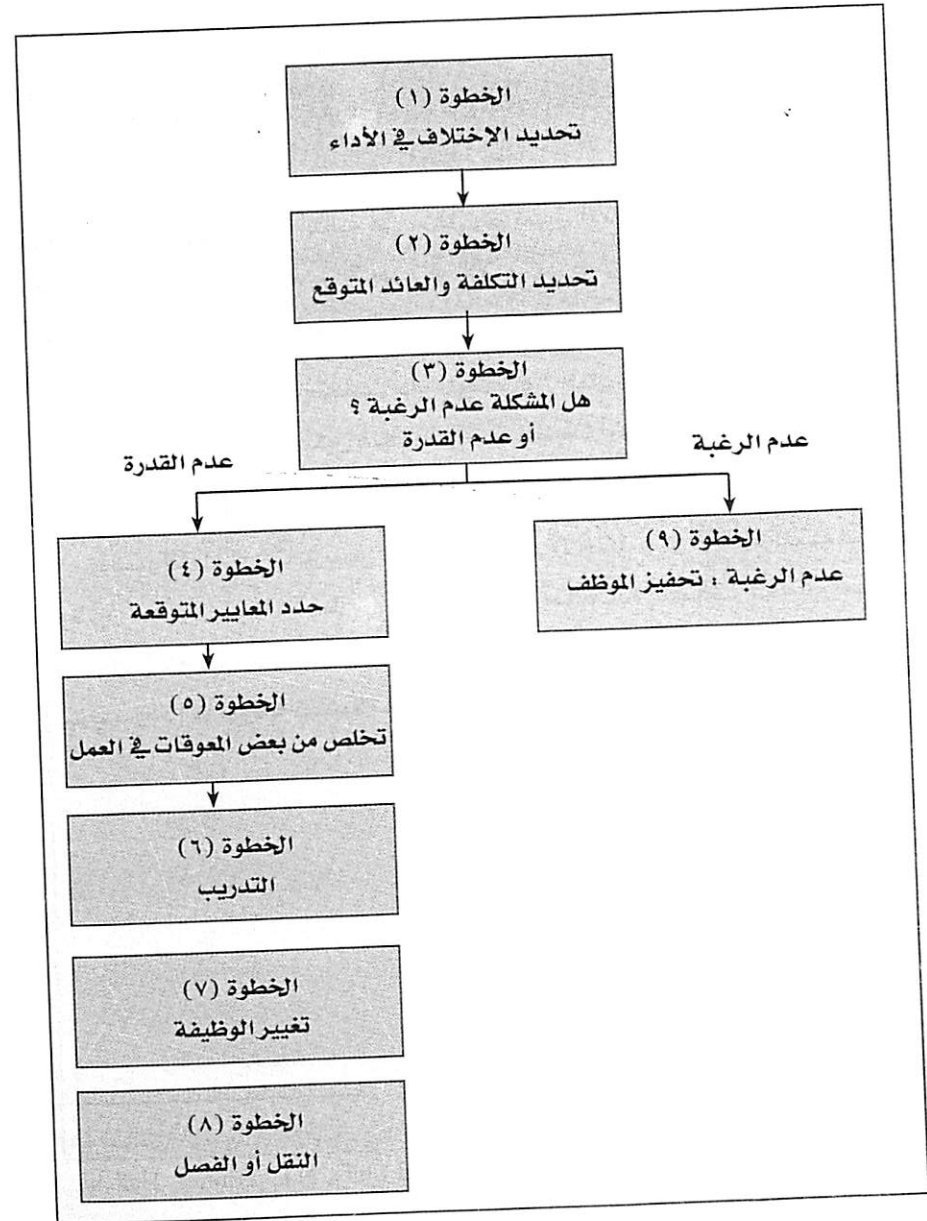 الخطوة (١)
تحديد الإختلاف في الأداء
الخطوة (٢)
تحديد التكلفة والعائد المتوقع
الخطوة (٣)
هل المشكلة عدم الرغبة ؟
أو عدم القدرة
عدم الرغبة
عدم القدرة
الخطوة (٩)
عدم الرغبة : تحفيز الموظف
الخطوة (٤)
حدد المعايير المتوقعة
الخطوة (٥)
تخلص من بعض المعوقات في العمل
الخطوة (٦)
التدريب
الخطوة (٧)
تغيير الوظيفة
الخطوة (٨)
النقل أو الفصل